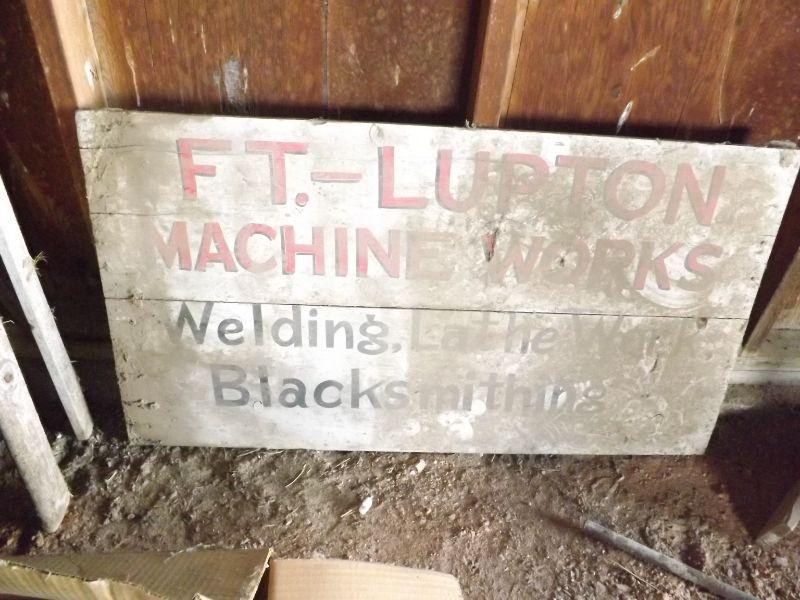 FT.-LUPTON
MACHINE WORKS
Welding, Lathe Work
Blacksmithing